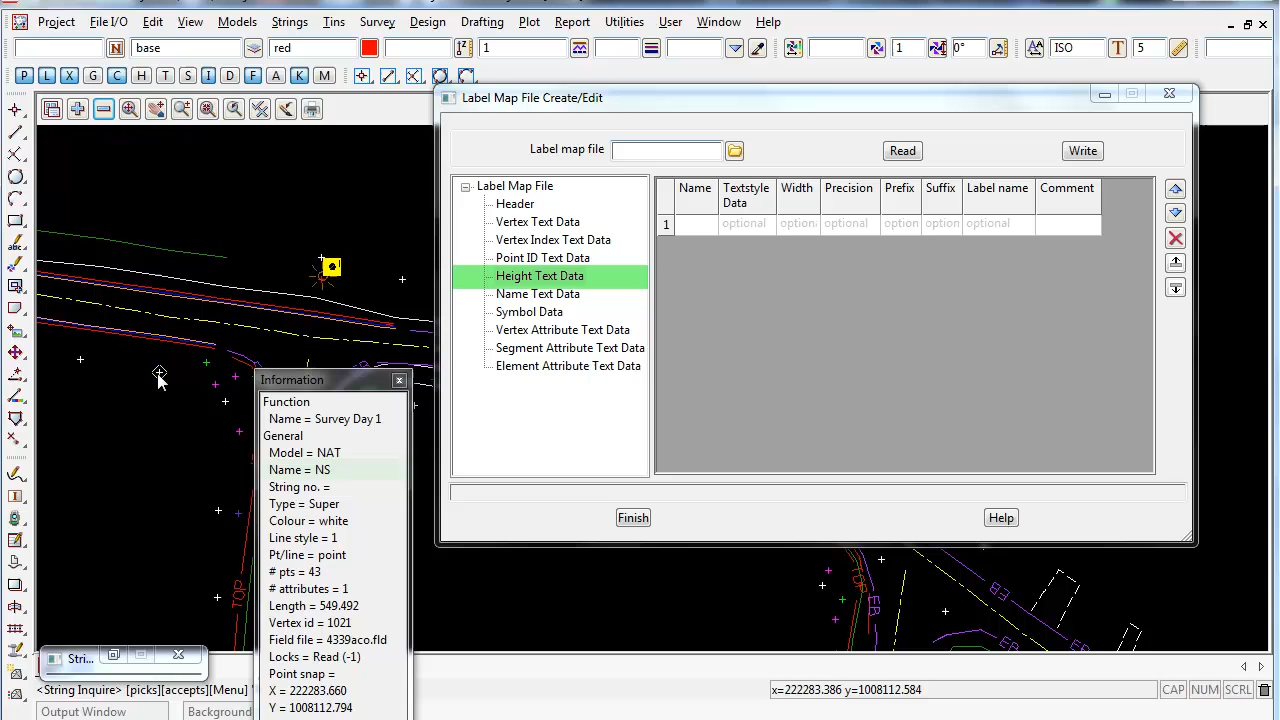 Project File I/O Edit View Models Strings Tins Survey Design Drafting Plot Report Utilities User Window Help
N base red 1 1 0° ISO T 5
P L X G C H T S I D F A K M
Label Map File Create/Edit
Label map file Read Write
Label Map File
Header
Vertex Text Data
Vertex Index Text Data
Point ID Text Data
Height Text Data
Name Text Data
Symbol Data
Vertex Attribute Text Data
Segment Attribute Text Data
Element Attribute Text Data
Name Textstyle Data Width Precision Prefix Suffix Label name Comment
1 optional option optional option option optional
Finish Help
Information
Function
Name = Survey Day 1
General
Model = NAT
Name = NS
String no. =
Type = Super
Colour = white
Line style = 1
Pt/line = point
# pts = 43
# attributes = 1
Length = 549.492
Vertex id = 1021
Field file = 4339aco.fld
Locks = Read (-1)
Point snap =
X = 222283.660
Y = 1008112.794
TOP
TOP
EB
EB
EB
Stri...
<String Inquire> [picks][accepts][Menu]
x=222283.386 y=1008112.584
CAP NUM SCRL
Output Window
Background